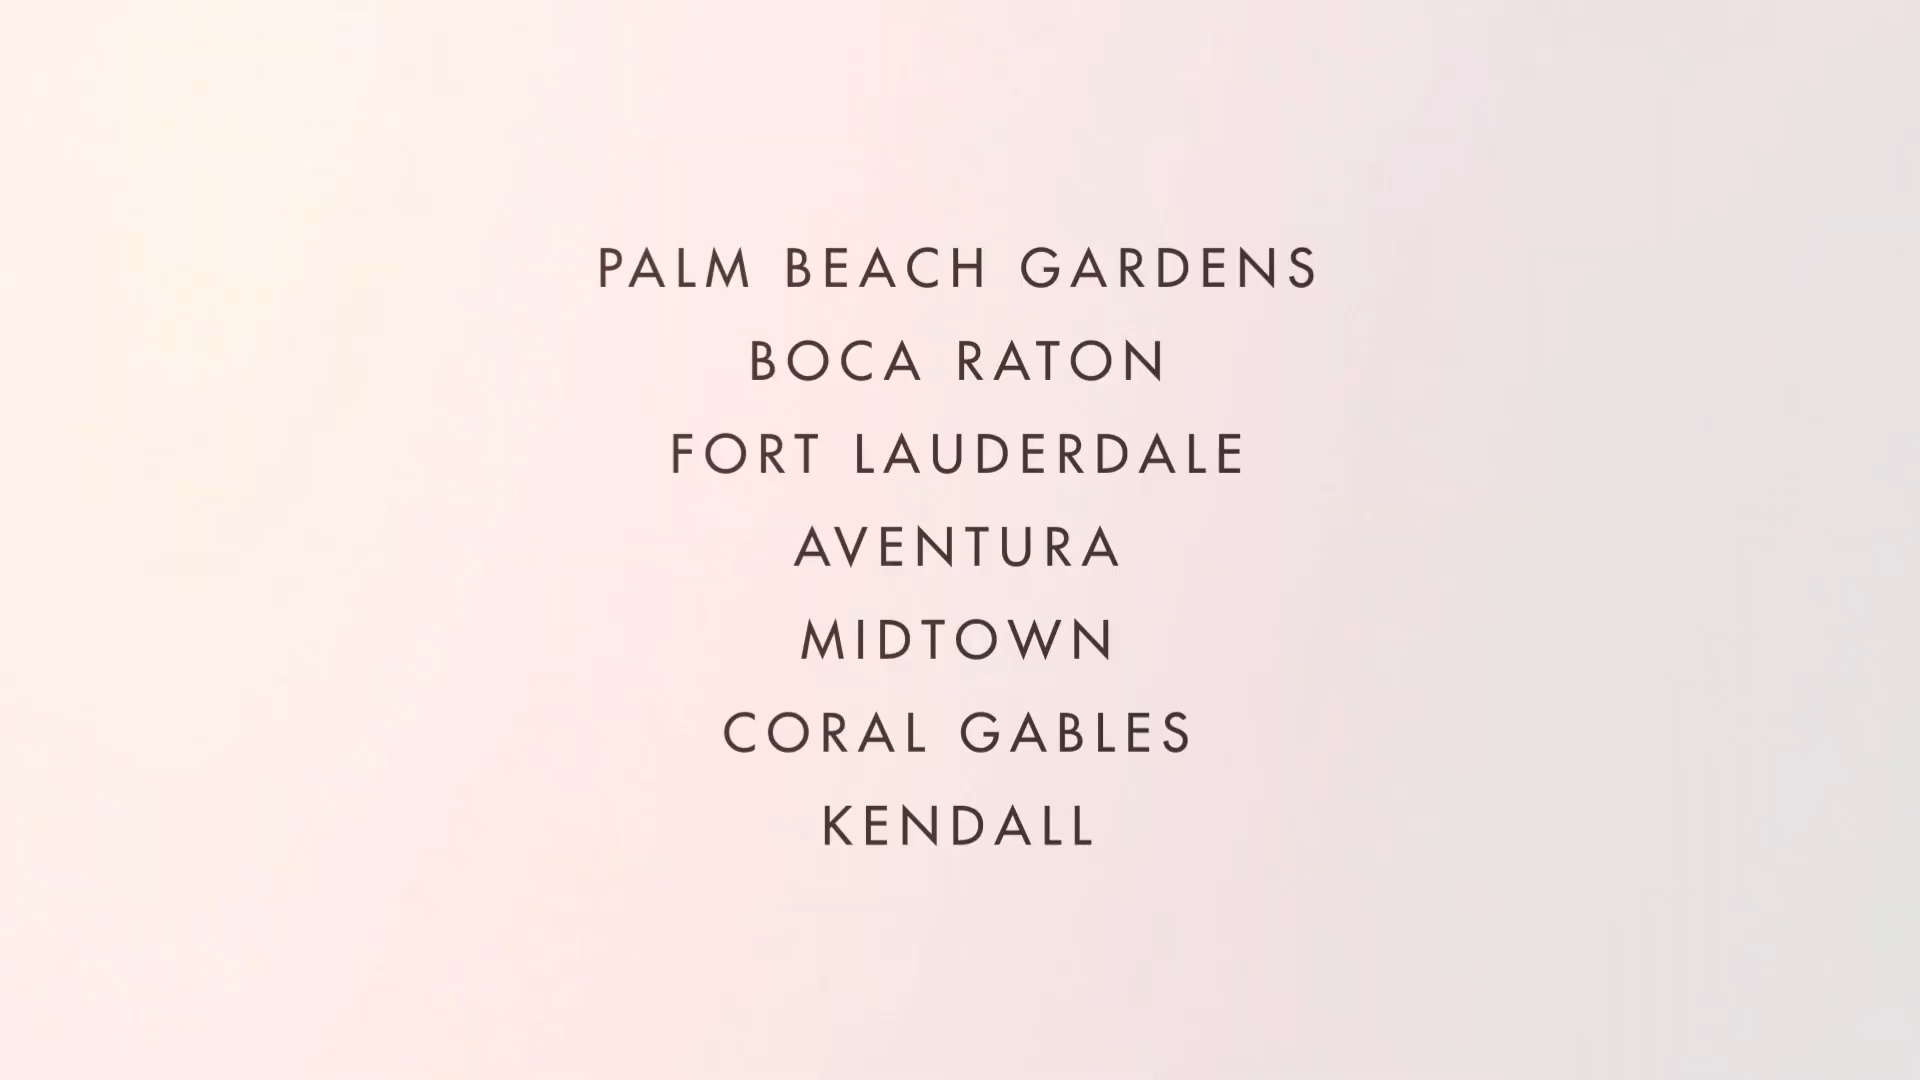 PALM BEACH GARDENS
BOCA RATON
FORT LAUDERDALE
AVENTURA
MIDTOWN
CORAL GABLES
KENDALL